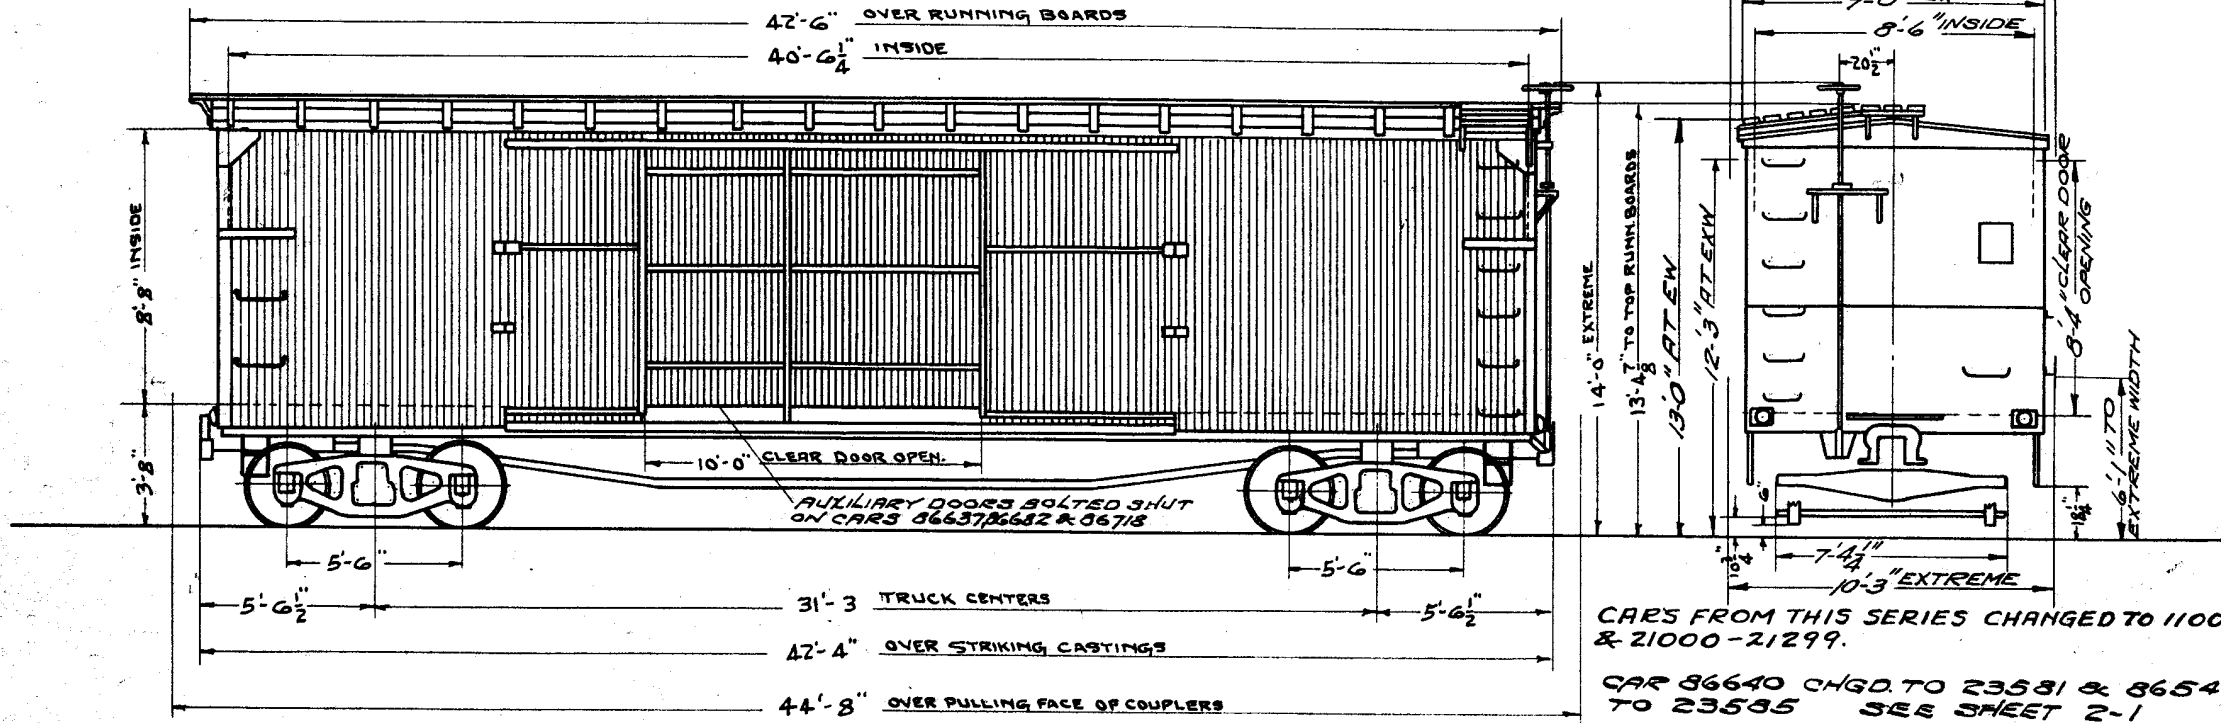 42'-6" OVER RUNNING BOARDS
40'-6 1/4" INSIDE
8'-6" INSIDE
20 1/2"
8'-8" INSIDE
3'-8"
10'-0" CLEAR DOOR OPEN.
AUXILIARY DOORS BOLTED SHUT
ON CARS 86637, 86682 & 86718
5'-6"
5'-6"
5'-6 1/2"
31'-3 TRUCK CENTERS
5'-6 1/2"
42'-4" OVER STRIKING CASTINGS
44'-8" OVER PULLING FACE OF COUPLERS
14'-0" EXTREME
13'-4 7/8" TO TOP RUNN. BOARDS
13'-0" AT EW
12'-3" AT EXW
8'-4" CLEAR DOOR
OPENING
6'-1" TO
EXTREME WIDTH
6"
7'-4 1/4"
10'-3" EXTREME
CARS FROM THIS SERIES CHANGED TO 1100
& 21000-21299.
CAR 86640 CHGD. TO 23581 & 8654
TO 23585 SEE SHEET 2-1